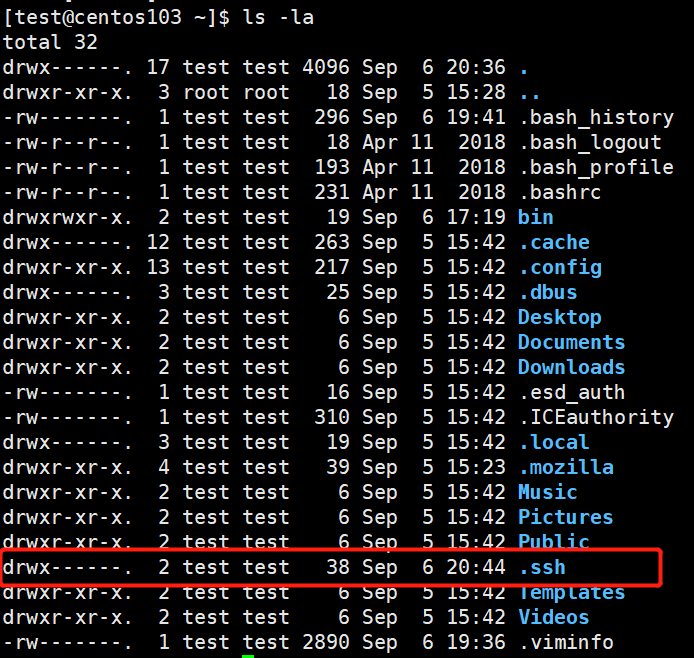 [test@centos103 ~]$ ls -la
total 32
drwx------. 17 test test 4096 Sep  6 20:36 .
drwxr-xr-x.  3 root root   18 Sep  5 15:28 ..
-rw-------.  1 test test  296 Sep  6 19:41 .bash_history
-rw-r--r--.  1 test test   18 Apr 11  2018 .bash_logout
-rw-r--r--.  1 test test  193 Apr 11  2018 .bash_profile
-rw-r--r--.  1 test test  231 Apr 11  2018 .bashrc
drwxrwxr-x.  2 test test   19 Sep  6 17:19 bin
drwx------. 12 test test  263 Sep  5 15:42 .cache
drwxr-xr-x. 13 test test  217 Sep  5 15:42 .config
drwx------.  3 test test   25 Sep  5 15:42 .dbus
drwxr-xr-x.  2 test test    6 Sep  5 15:42 Desktop
drwxr-xr-x.  2 test test    6 Sep  5 15:42 Documents
drwxr-xr-x.  2 test test    6 Sep  5 15:42 Downloads
-rw-------.  1 test test   16 Sep  5 15:42 .esd_auth
-rw-------.  1 test test  310 Sep  5 15:42 .ICEauthority
drwx------.  3 test test   19 Sep  5 15:42 .local
drwxr-xr-x.  4 test test   39 Sep  5 15:23 .mozilla
drwxr-xr-x.  2 test test    6 Sep  5 15:42 Music
drwxr-xr-x.  2 test test    6 Sep  5 15:42 Pictures
drwxr-xr-x.  2 test test    6 Sep  5 15:42 Public
drwx------.  2 test test   38 Sep  6 20:44 .ssh
drwxr-xr-x.  2 test test    6 Sep  5 15:42 Templates
drwxr-xr-x.  2 test test    6 Sep  5 15:42 Videos
-rw-------.  1 test test 2890 Sep  6 19:36 .viminfo